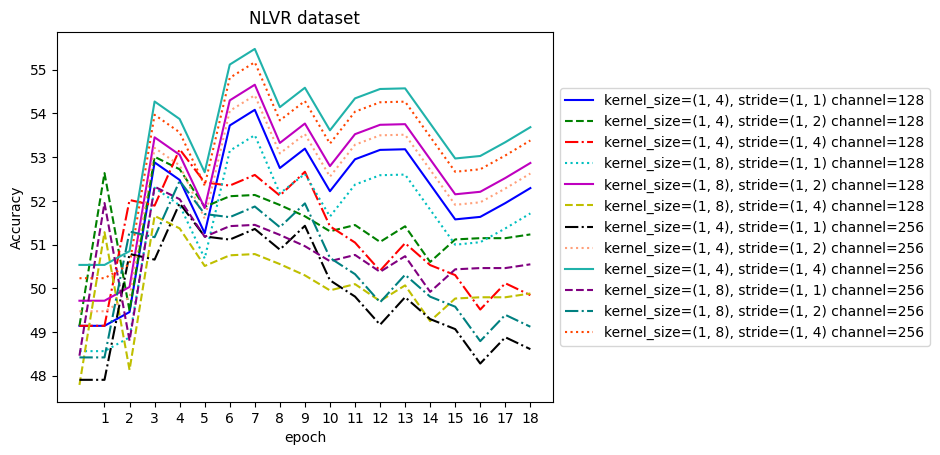 NLVR dataset
55
54
53
52
51
50
49
48
Accuracy
1 2 3 4 5 6 7 8 9 10 11 12 13 14 15 16 17 18
epoch
kernel_size=(1, 4), stride=(1, 1) channel=128
kernel_size=(1, 4), stride=(1, 2) channel=128
kernel_size=(1, 4), stride=(1, 4) channel=128
kernel_size=(1, 8), stride=(1, 1) channel=128
kernel_size=(1, 8), stride=(1, 2) channel=128
kernel_size=(1, 8), stride=(1, 4) channel=128
kernel_size=(1, 4), stride=(1, 1) channel=256
kernel_size=(1, 4), stride=(1, 2) channel=256
kernel_size=(1, 4), stride=(1, 4) channel=256
kernel_size=(1, 8), stride=(1, 1) channel=256
kernel_size=(1, 8), stride=(1, 2) channel=256
kernel_size=(1, 8), stride=(1, 4) channel=256